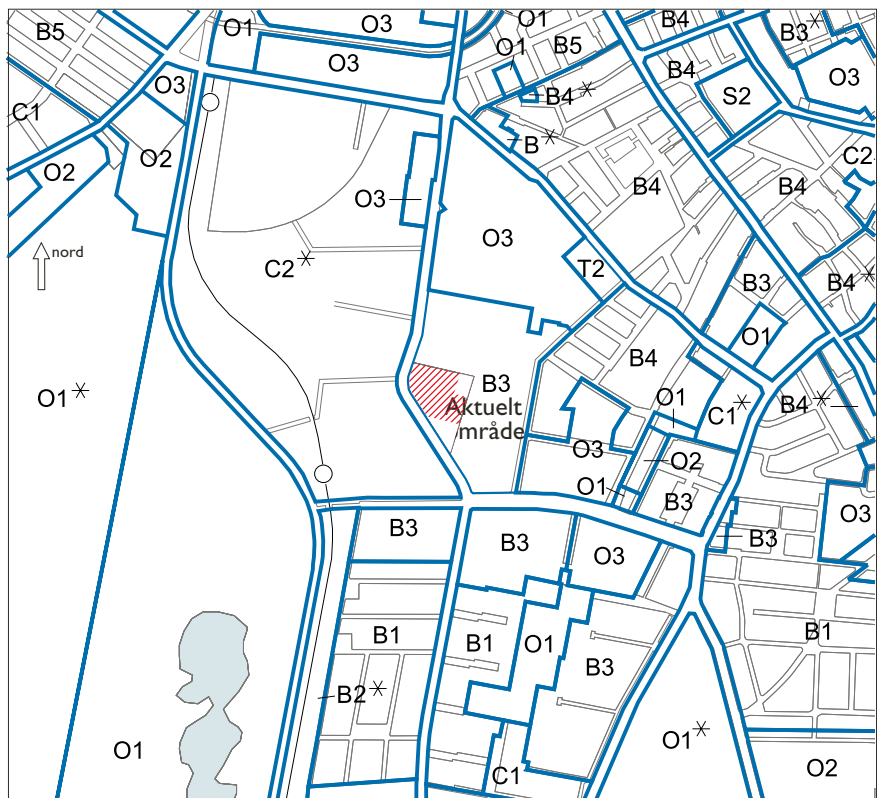 O1
O3
O1
B4
B3*
B5
O1
B5
O3
O3
B4
O3
S2
B4*
C1
O2
O2
B*
C2
O3
B4
B4
O3
nord
C2*
T2
B3
B4*
O1
B4
B3
O1*
O1
C1*
B4*
Aktuelt
mråde
O3
O2
O1
B3
O3
B3
B3
O3
B3
B1
B1
O1
B3
B1
B2*
O1*
O1
C1
O2